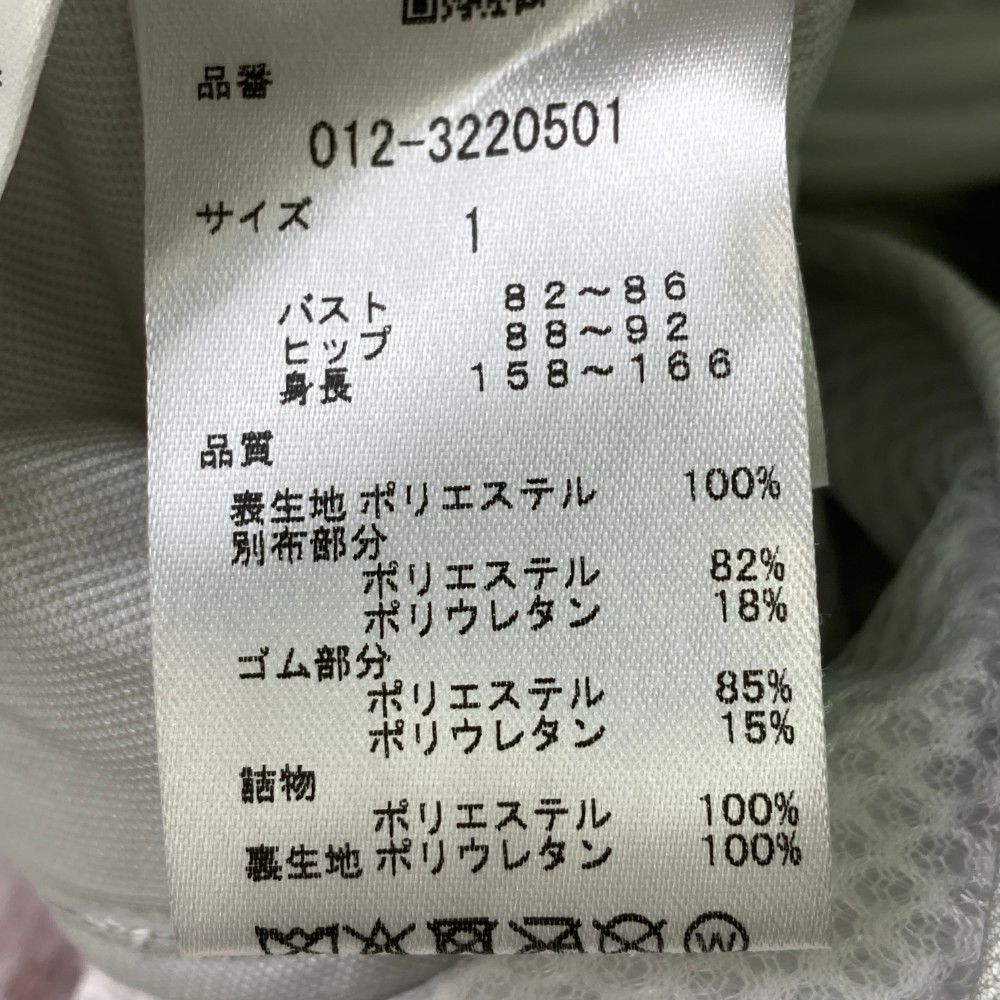 品番
012-3220501
サイズ 1
バスト 82~86
ヒップ 88~92
身長 158~166
品質
表生地 ポリエステル 100%
別布部分
ポリエステル 82%
ポリウレタン 18%
ゴム部分
ポリエステル 85%
ポリウレタン 15%
詰物
ポリエステル 100%
裏生地 ポリウレタン 100%
W